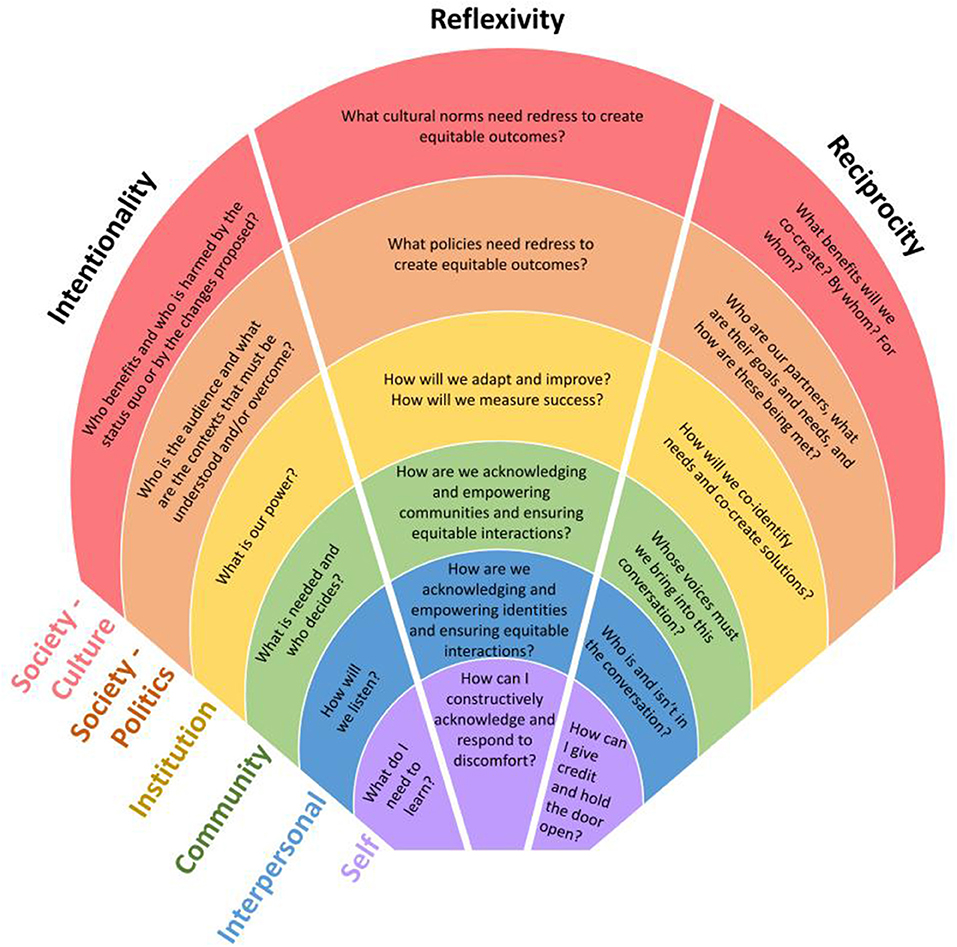 Reflexivity
Intentionality
Reciprocity
What cultural norms need redress to create
equitable outcomes?
Who benefits and who is harmed by the
status quo or by the changes proposed?
What benefits will we
co-create? By whom? For
whom?
What policies need redress to
create equitable outcomes?
Who is the audience and what
are the contexts that must be
understood and/or overcome?
Who are our partners, what
are their goals and needs, and
how are these being met?
How will we adapt and improve?
How will we measure success?
What is our power?
How will we co-identify
needs and co-create solutions?
How are we acknowledging
and empowering
communities and ensuring
equitable interactions?
What is needed and
who decides?
Whose voices must
we bring into this
conversation?
How are we
acknowledging and
empowering identities
and ensuring equitable
interactions?
How will
we listen?
Who is and isn't in
the conversation?
How can I
constructively
acknowledge and
respond to
discomfort?
What do I
need to
learn?
How can
I give
credit
and hold
the door
open?
Society -
Culture
Society -
Politics
Institution
Community
Interpersonal
Self